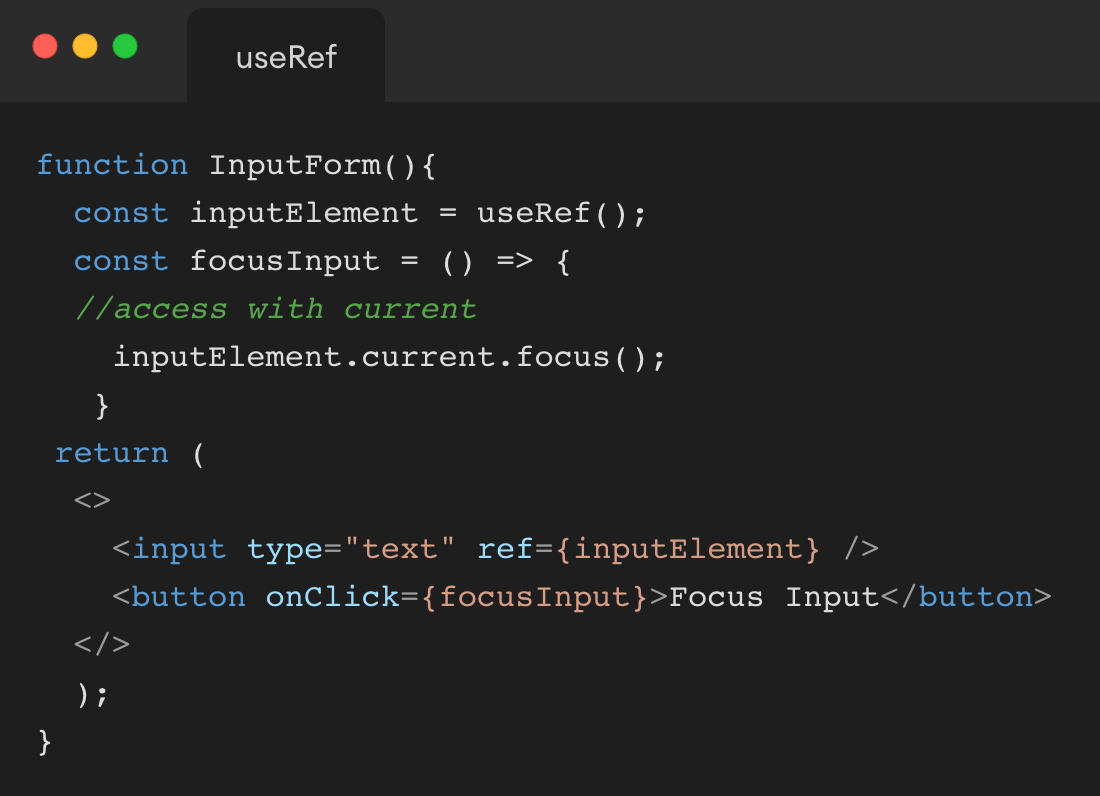 useRef
function InputForm(){
  const inputElement = useRef();
  const focusInput = () => {
  //access with current
    inputElement.current.focus();
   }
 return (
  <>
    <input type="text" ref={inputElement} />
    <button onClick={focusInput}>Focus Input</button>
  </>
  );
}